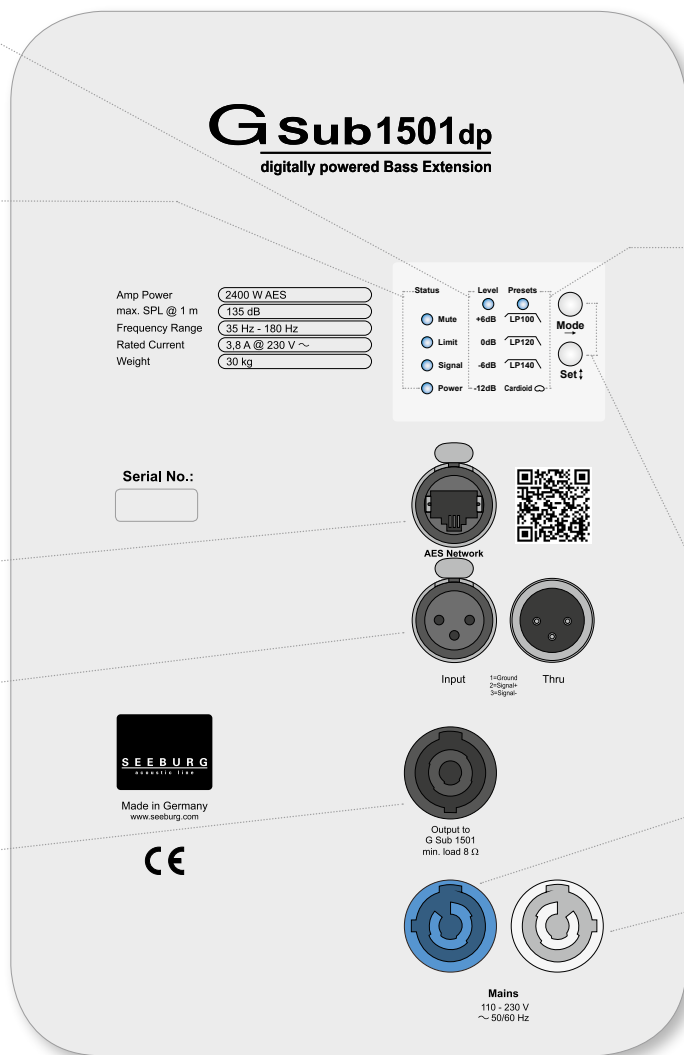 G Sub1501dp
digitally powered Bass Extension
Amp Power 2400 W AES
max. SPL @ 1 m 135 dB
Frequency Range 35 Hz - 180 Hz
Rated Current 3,8 A @ 230 V ~
Weight 30 kg
Status Level Presets
Mute +6dB LP100
Mode
→
Limit 0dB LP120
Signal -6dB LP140
Set ↕
Power -12dB Cardioid
Serial No.:
AES Network
Input
1=Ground
2=Signal+
3=Signal-
Thru
SEEBURG
acoustic line
Made in Germany
www.seeburg.com
CE
Output to
G Sub 1501
min. load 8 Ω
Mains
110 - 230 V
~ 50/60 Hz